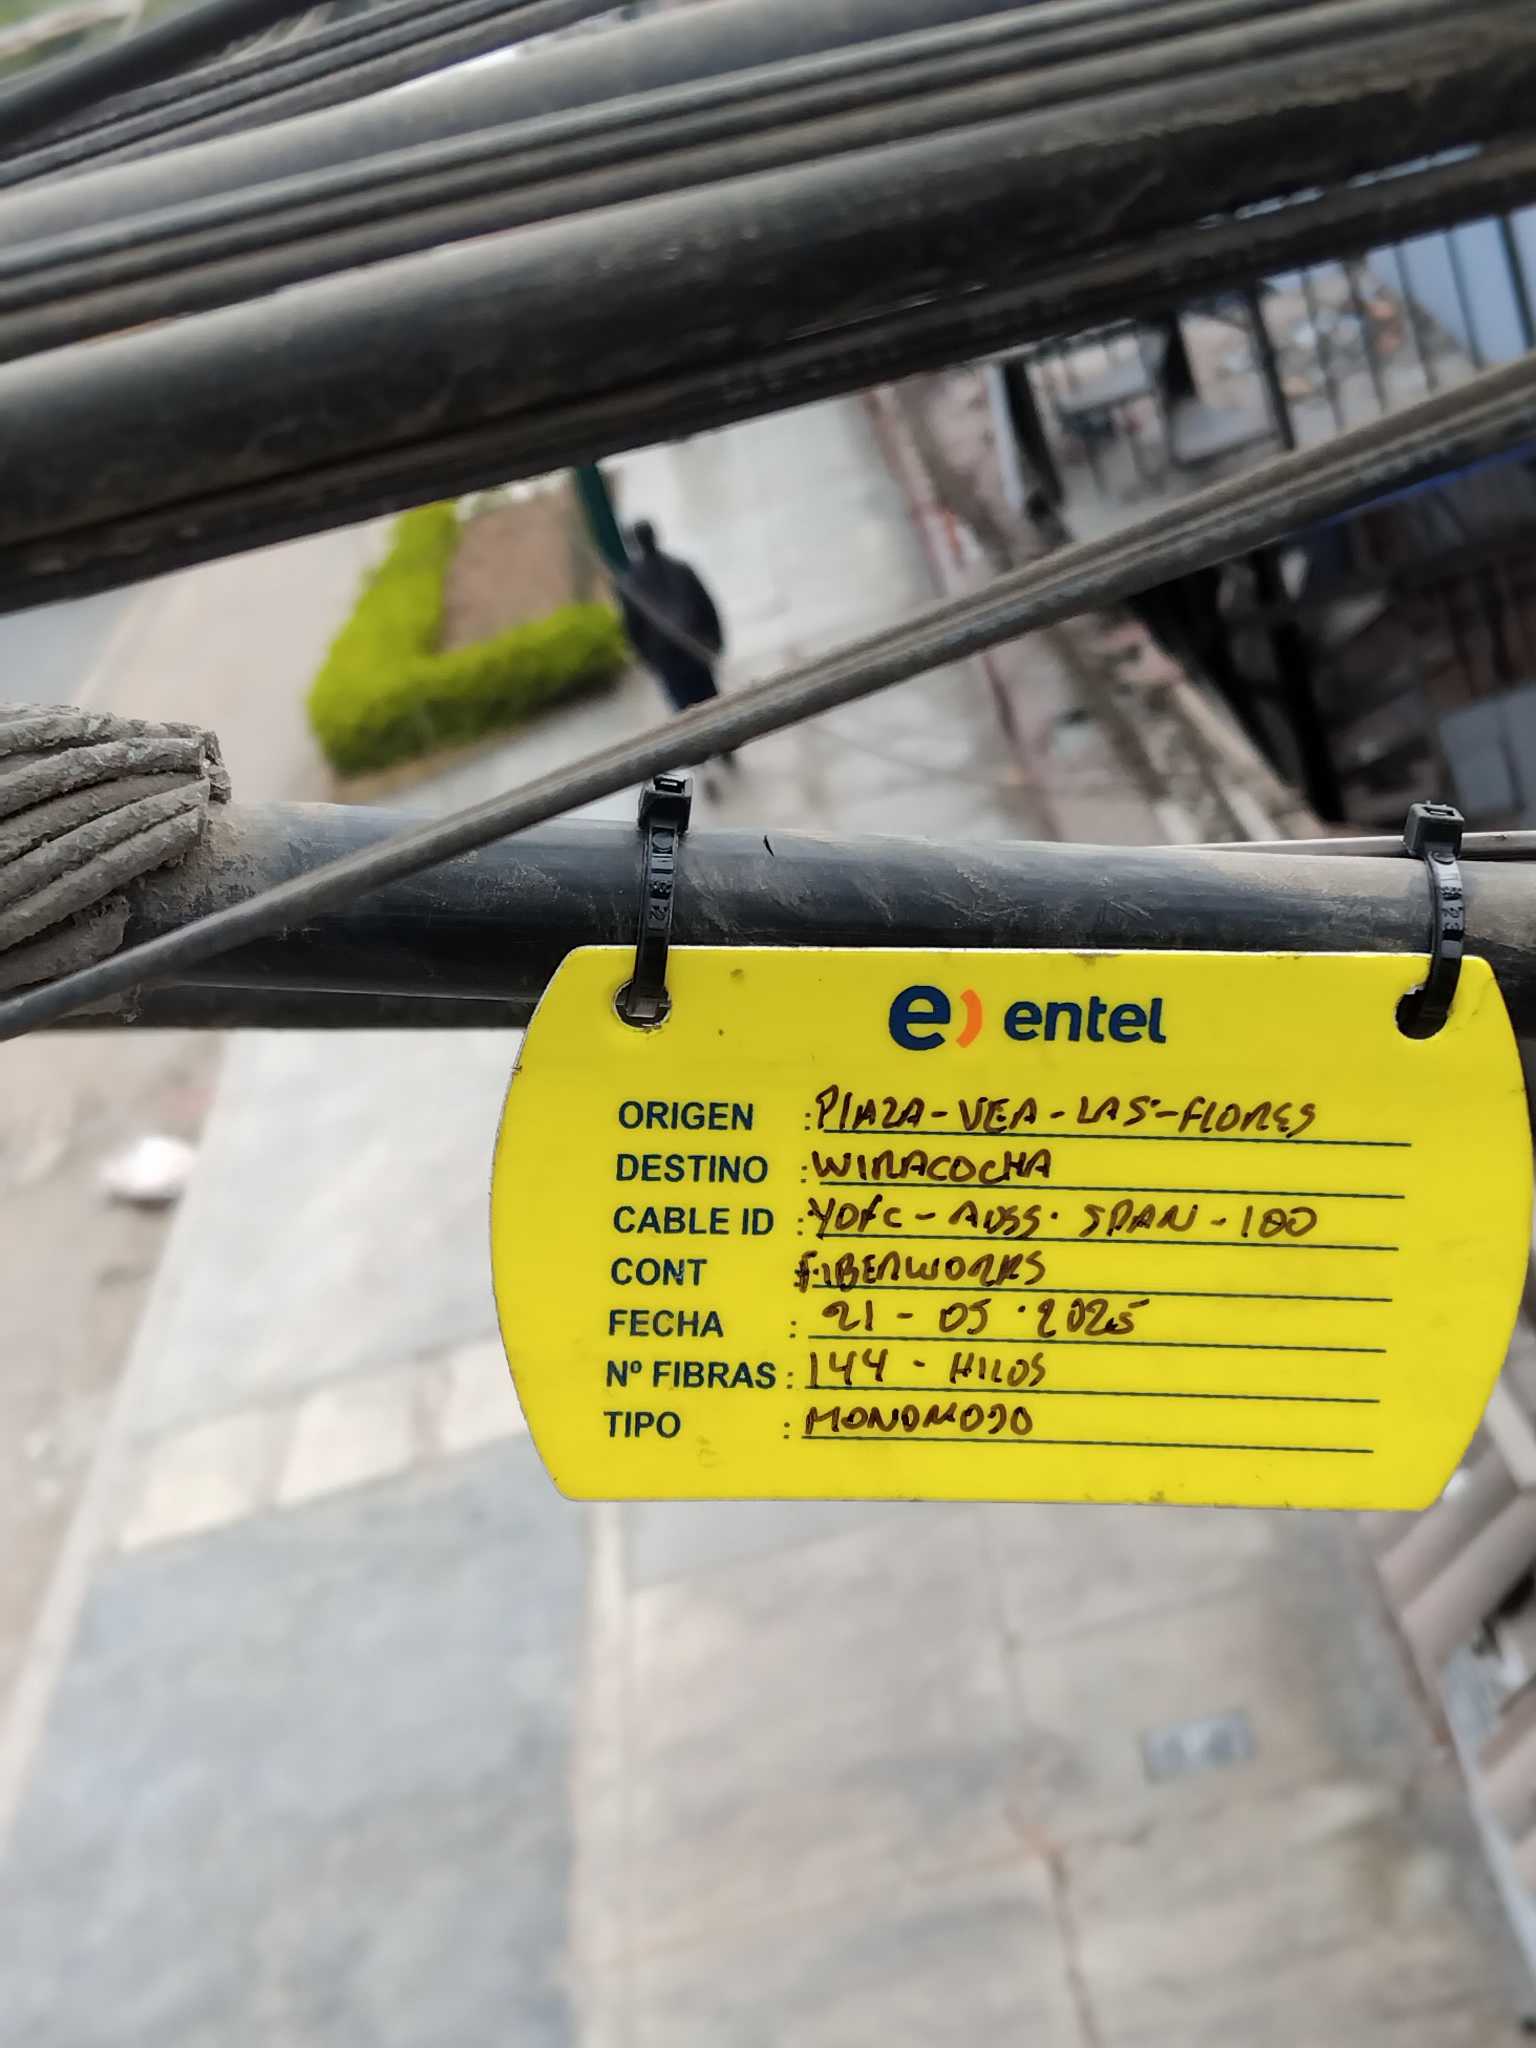 e) entel
ORIGEN : PLAZA-VEA-LAS-FLORES
DESTINO : WIRACOCHA
CABLE ID : YOFC - ADSS. SPAN - 100
CONT FIBERWORKS
FECHA : 21 - 05 . 2025
Nº FIBRAS : 144 - HILOS
TIPO : MONOMODO